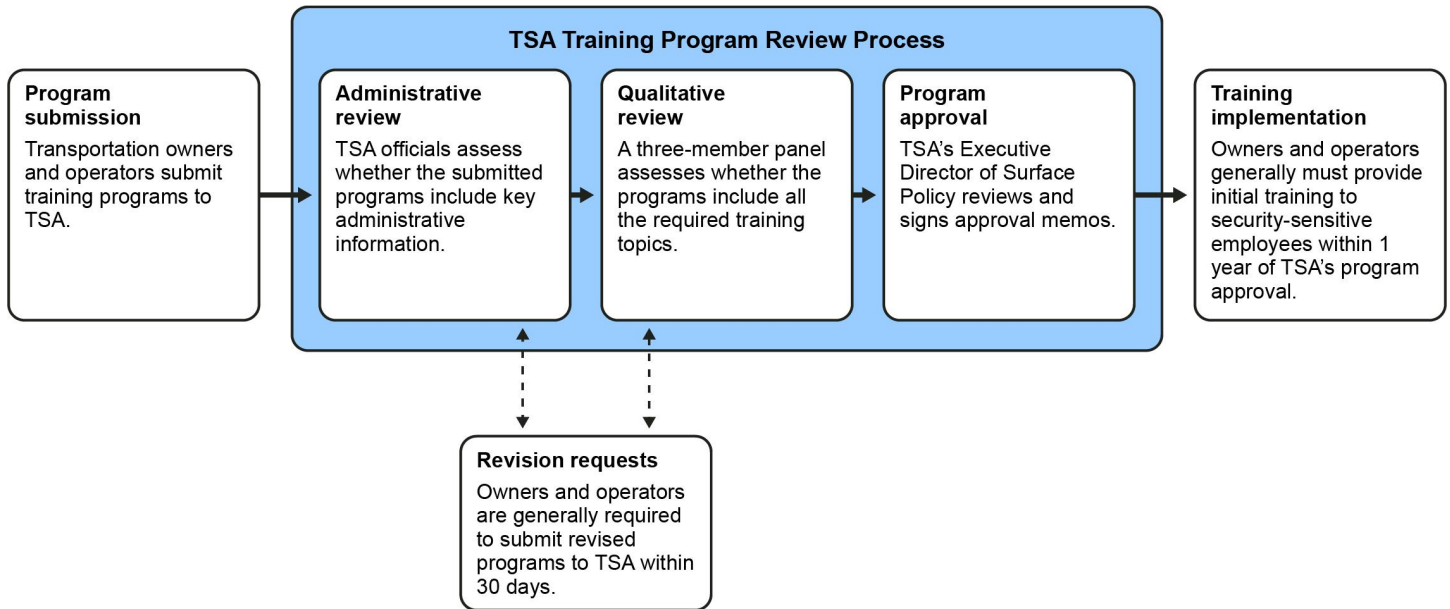 TSA Training Program Review Process
Program
submission
Transportation owners
and operators submit
training programs to
TSA.
Administrative
review
TSA officials assess
whether the submitted
programs include key
administrative
information.
Qualitative
review
A three-member panel
assesses whether the
programs include all
the required training
topics.
Program
approval
TSA’s Executive
Director of Surface
Policy reviews and
signs approval memos.
Training
implementation
Owners and operators
generally must provide
initial training to
security-sensitive
employees within 1
year of TSA’s program
approval.
Revision requests
Owners and operators
are generally required
to submit revised
programs to TSA within
30 days.